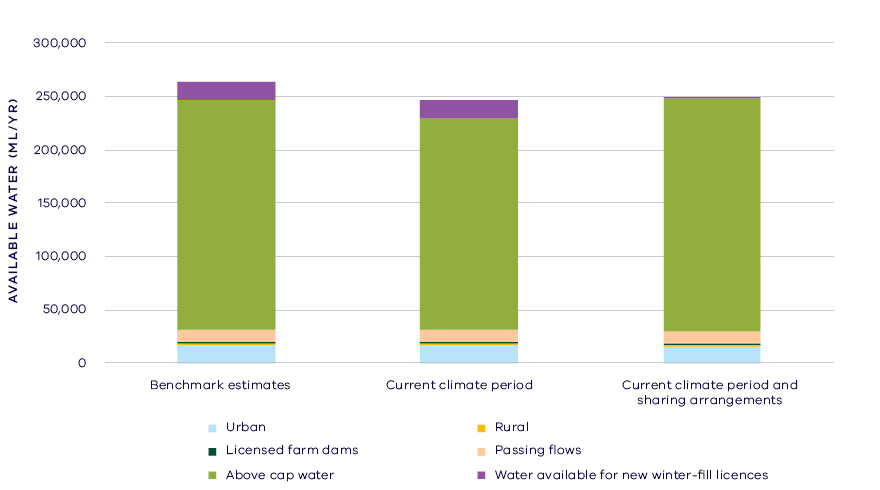 AVAILABLE WATER (ML/YR)
300,000
250,000
200,000
150,000
100,000
50,000
0
Benchmark estimates
Current climate period
Current climate period and
sharing arrangements
Urban
Rural
Licensed farm dams
Passing flows
Above cap water
Water available for new winter-fill licences